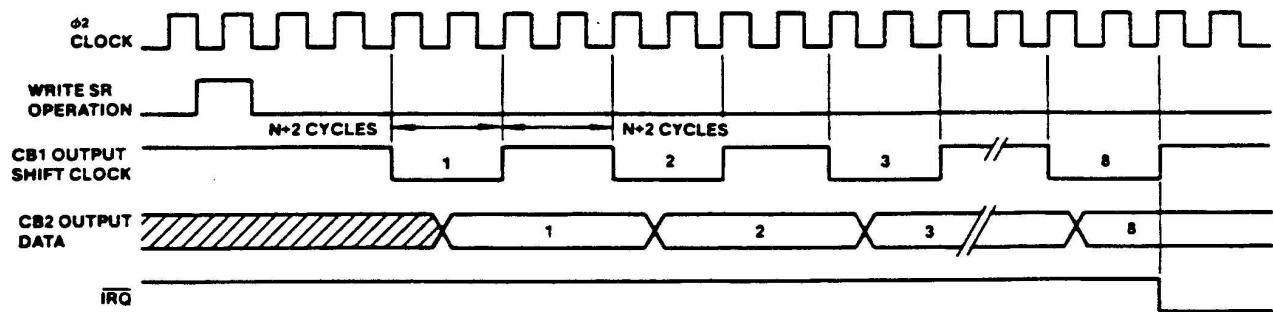 ϕ2
CLOCK
WRITE SR
OPERATION
N+2 CYCLES
N+2 CYCLES
CB1 OUTPUT
SHIFT CLOCK
1
2
3
8
CB2 OUTPUT
DATA
1
2
3
8
IRQ